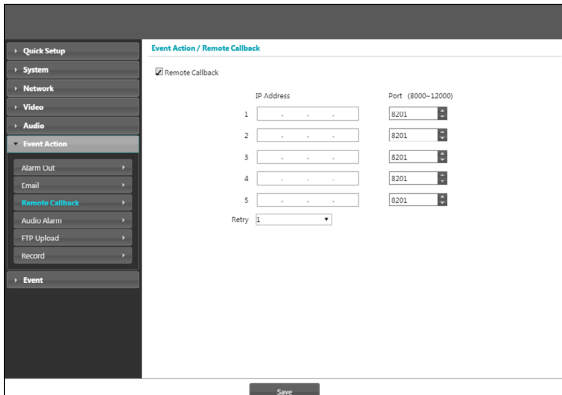 Quick Setup
System
Network
Video
Audio
Event Action
Alarm Out
Email
Remote Callback
Audio Alarm
FTP Upload
Record
Event
Event Action / Remote Callback
Remote Callback
IP Address Port (8000~12000)
1 . . . 8201
2 . . . 8201
3 . . . 8201
4 . . . 8201
5 . . . 8201
Retry 1
Save